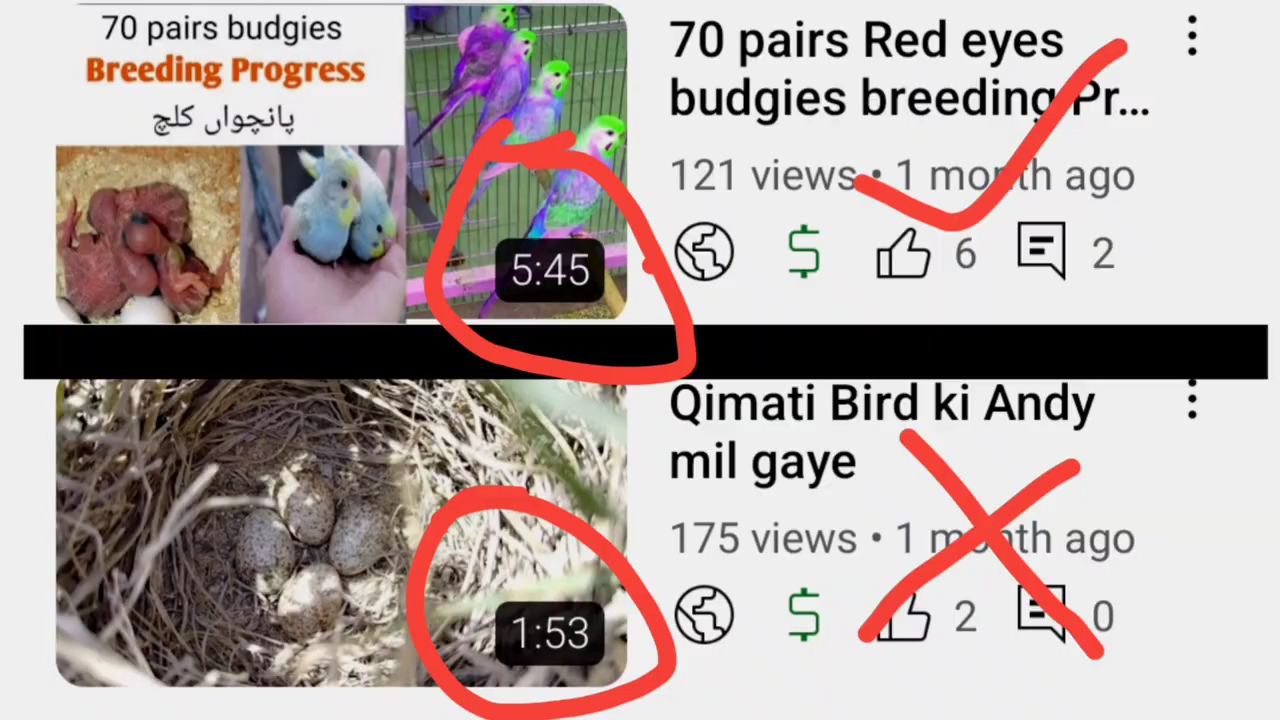 70 pairs budgies
Breeding Progress
پانچواں کلچ
5:45
70 pairs Red eyes
budgies breeding Pr...
121 views • 1 month ago
6
2
1:53
Qimati Bird ki Andy
mil gaye
175 views • 1 month ago
2
0